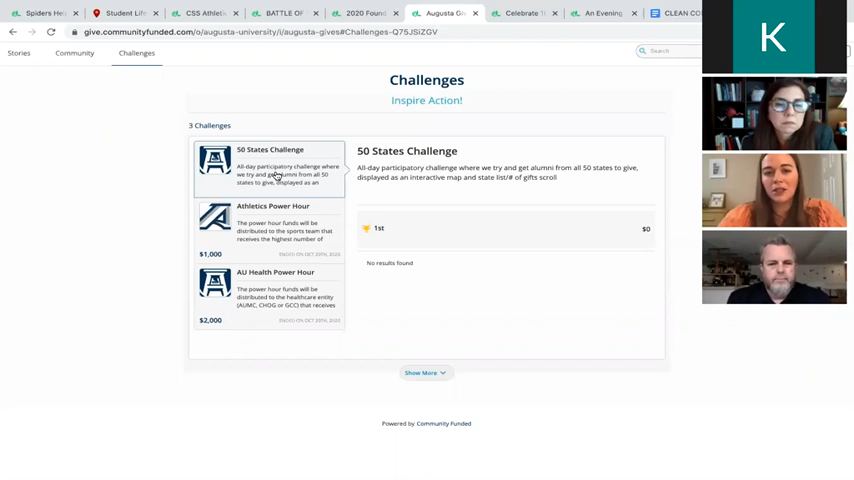 Spiders He
Student Life
CSS Athleti
BATTLE OF
2020 Found
Augusta Giv
Celebrate T
An Evening
CLEAN CO
give.communityfunded.com/o/augusta-university/i/augusta-gives#Challenges-Q75JSiZGV
Stories
Community
Challenges
Search
K
Challenges
Inspire Action!
3 Challenges
50 States Challenge
All-day participatory challenge where
we try and get alumni from all 50
states to give, displayed as an
Athletics Power Hour
The power hour funds will be
distributed to the sports team that
receives the highest number of
$1,000
ENDED ON OCT 29TH, 2020
AU Health Power Hour
The power hour funds will be
distributed to the healthcare entity
(AUMC, CHOG or GCC) that receives
$2,000
ENDED ON OCT 29TH, 2020
50 States Challenge
All-day participatory challenge where we try and get alumni from all 50 states to give,
displayed as an interactive map and state list/# of gifts scroll
1st
$0
No results found
Show More
Powered by Community Funded